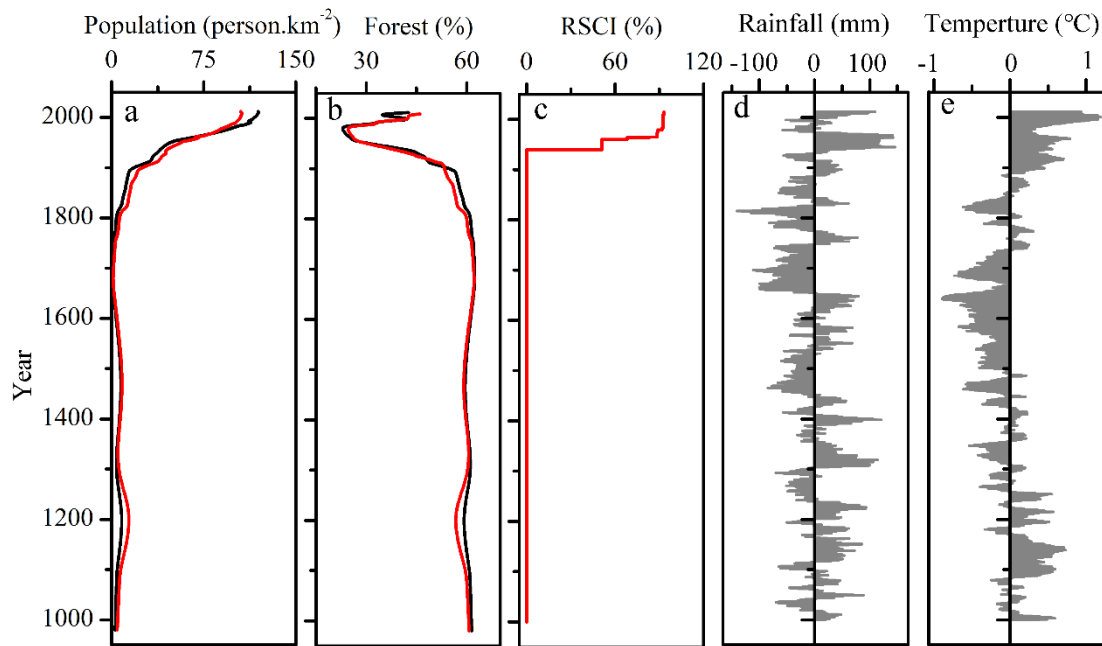 Population (person.km-2) Forest (%) RSCI (%) Rainfall (mm) Temperture (°C)
0 75 150 30 60 0 60 120 -100 0 100 -1 0 1
a b c d e
2000
1800
1600
1400
1200
1000
Year